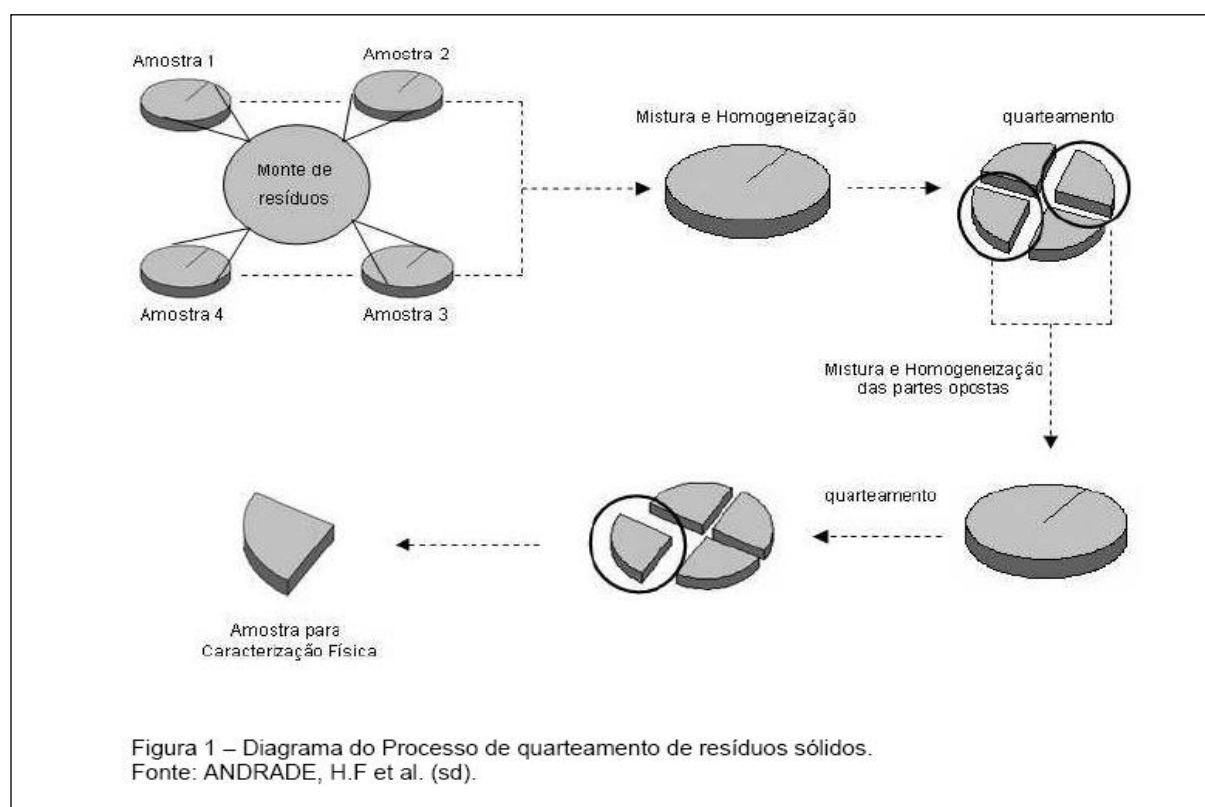 Amostra 1
Amostra 2
Monte de
resíduos
Amostra 4
Amostra 3
Mistura e Homogeneização
quarteamento
Mistura e Homogeneização
das partes opostas
quarteamento
Amostra para
Caracterização Física
Figura 1 – Diagrama do Processo de quarteamento de resíduos sólidos.
Fonte: ANDRADE, H.F et al. (sd).